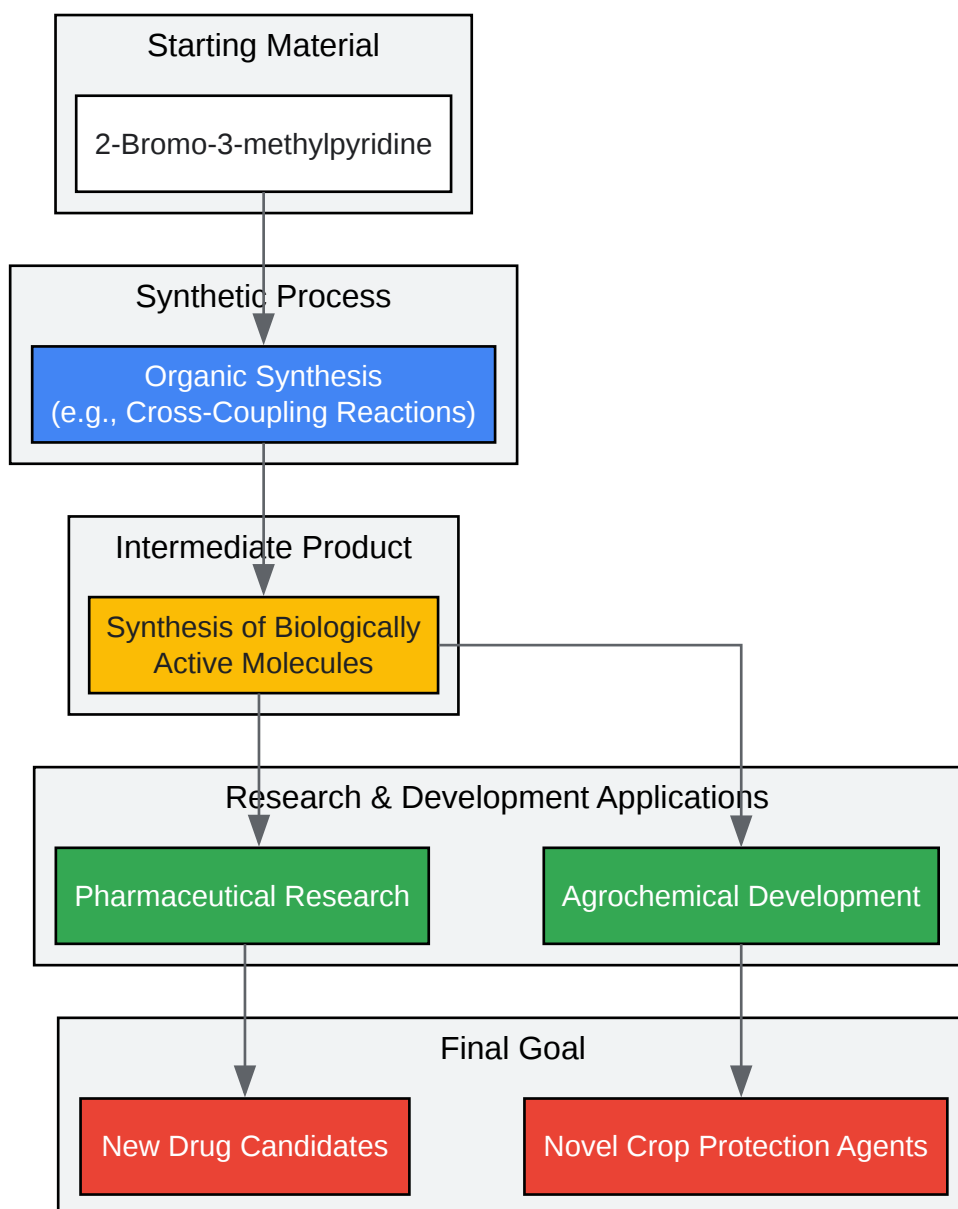 Starting Material
2-Bromo-3-methylpyridine
Synthetic Process
Organic Synthesis
(e.g., Cross-Coupling Reactions)
Intermediate Product
Synthesis of Biologically
Active Molecules
Research & Development Applications
Pharmaceutical Research
Agrochemical Development
Final Goal
New Drug Candidates
Novel Crop Protection Agents